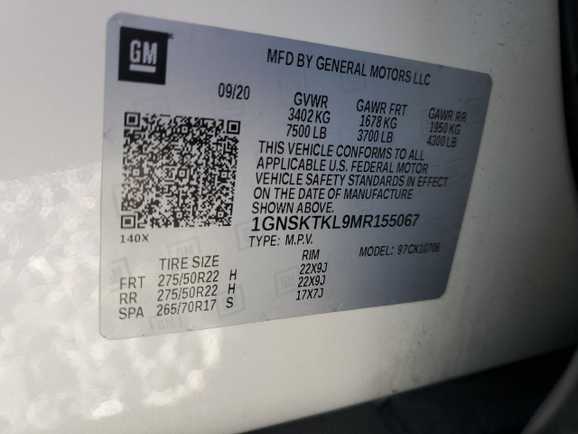 GM
MFD BY GENERAL MOTORS LLC
09/20
GVWR GAWR FRT GAWR RR
3402 KG 1678 KG 1950 KG
7500 LB 3700 LB 4300 LB
THIS VEHICLE CONFORMS TO ALL
APPLICABLE U.S. FEDERAL MOTOR
VEHICLE SAFETY STANDARDS IN EFFECT
ON THE DATE OF MANUFACTURE
SHOWN ABOVE.
1GNSKTKL9MR155067
140X
TYPE: M.P.V. MODEL: 97CK10706
TIRE SIZE RIM
FRT 275/50R22 H 22X9J
RR 275/50R22 H 22X9J
SPA 265/70R17 S 17X7J